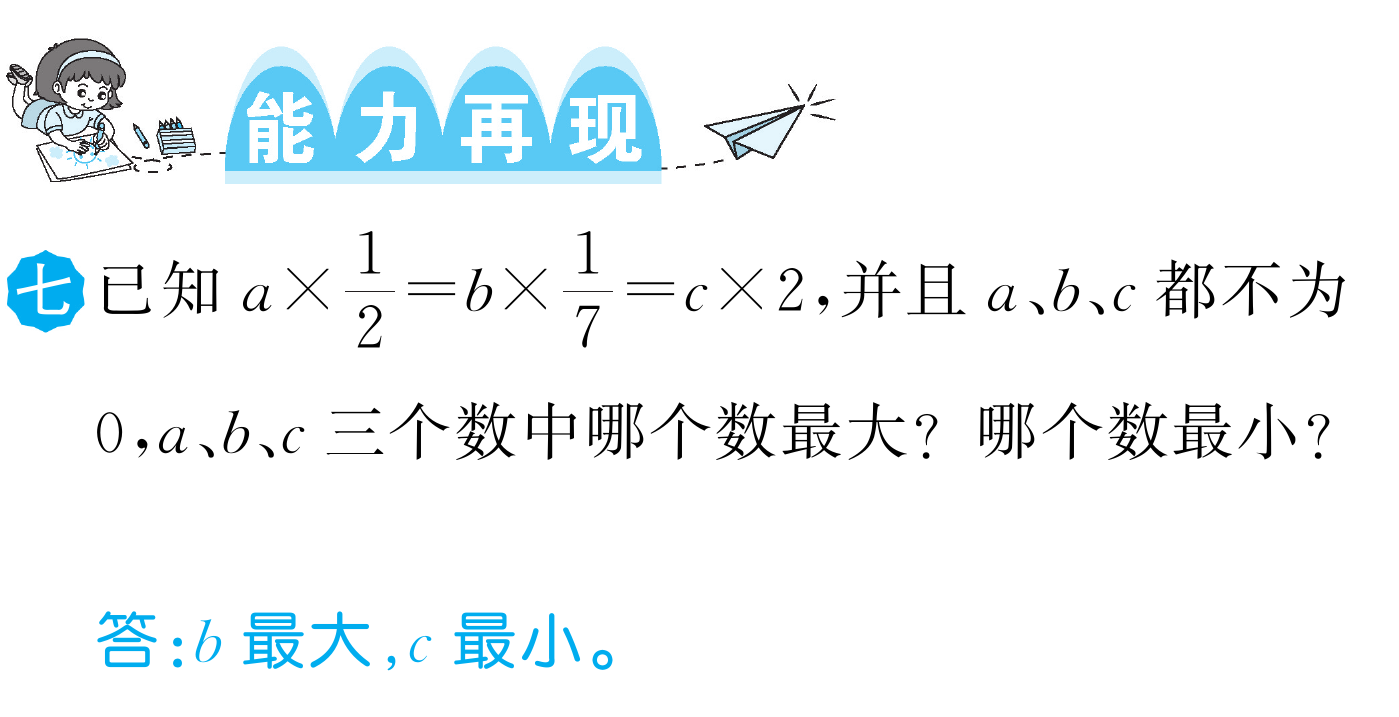 能力再现
七 已知 a×1/2=b×1/7=c×2,并且 a、b、c 都不为
0,a、b、c 三个数中哪个数最大? 哪个数最小?
答:b 最大,c 最小。